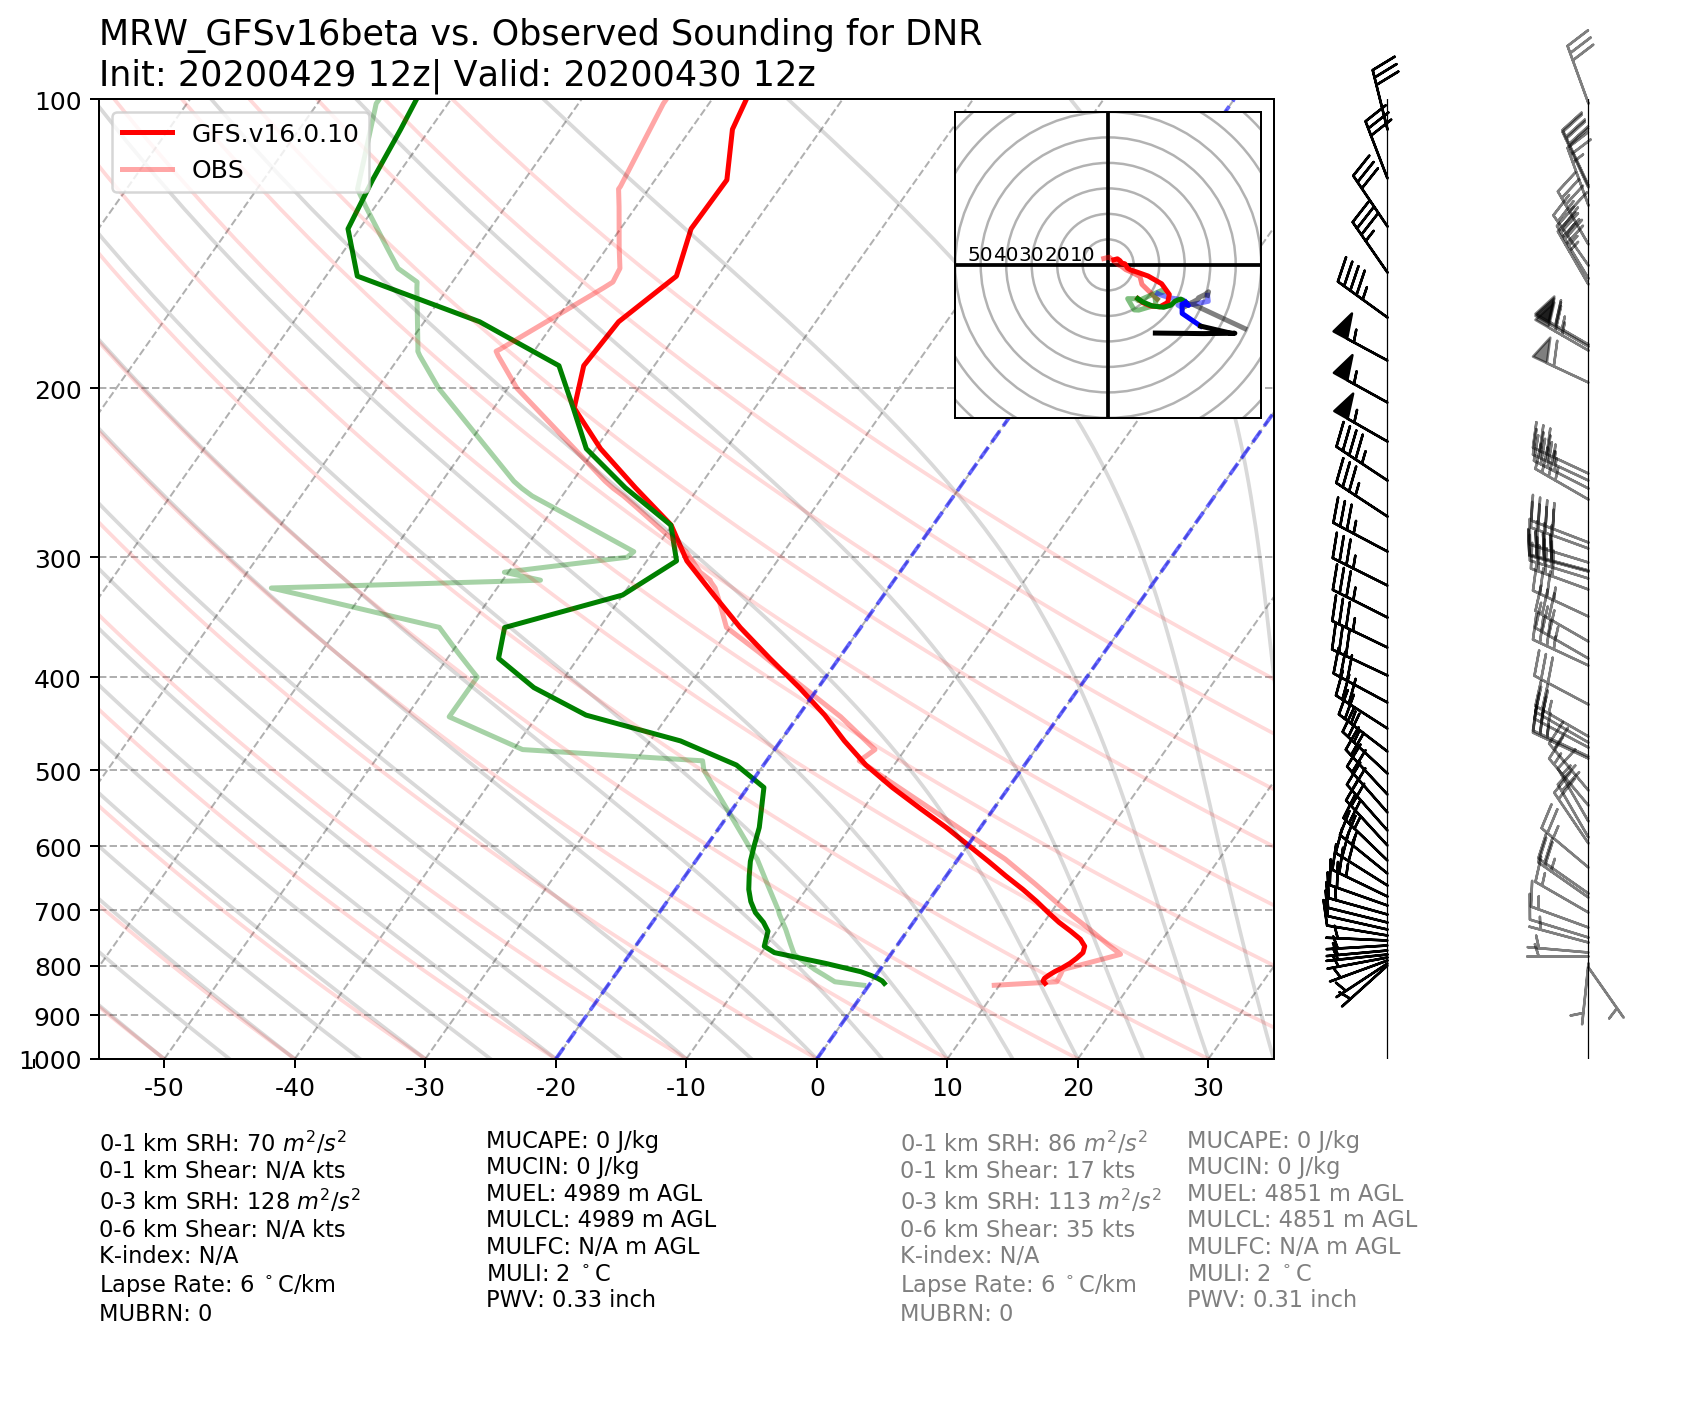 MRW_GFSv16beta vs. Observed Sounding for DNR
Init: 20200429 12z| Valid: 20200430 12z
GFS.v16.0.10
OBS
5040302010
100
200
300
400
500
600
700
800
900
1000
-50 -40 -30 -20 -10 0 10 20 30
0-1 km SRH: 70 m²/s²
0-1 km Shear: N/A kts
0-3 km SRH: 128 m²/s²
0-6 km Shear: N/A kts
K-index: N/A
Lapse Rate: 6 °C/km
MUBRN: 0
MUCAPE: 0 J/kg
MUCIN: 0 J/kg
MUEL: 4989 m AGL
MULCL: 4989 m AGL
MULFC: N/A m AGL
MULI: 2 °C
PWV: 0.33 inch
0-1 km SRH: 86 m²/s²
0-1 km Shear: 17 kts
0-3 km SRH: 113 m²/s²
0-6 km Shear: 35 kts
K-index: N/A
Lapse Rate: 6 °C/km
MUBRN: 0
MUCAPE: 0 J/kg
MUCIN: 0 J/kg
MUEL: 4851 m AGL
MULCL: 4851 m AGL
MULFC: N/A m AGL
MULI: 2 °C
PWV: 0.31 inch